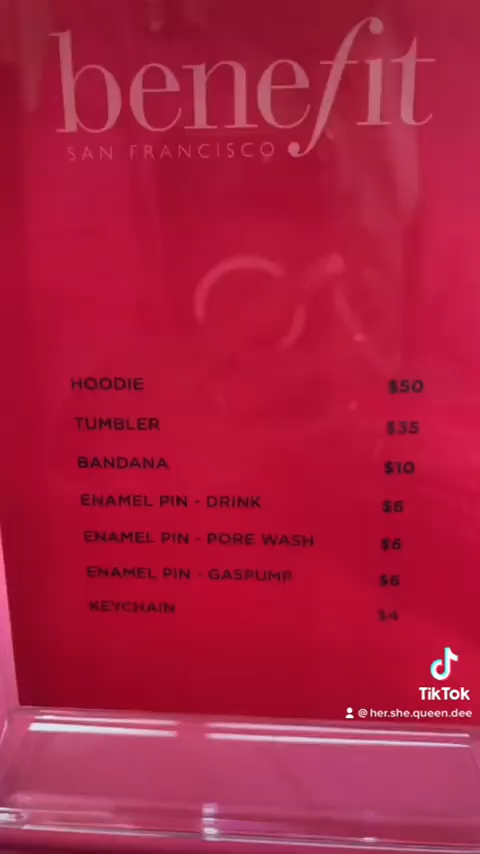 benefit
SAN FRANCISCO
HOODIE $50
TUMBLER $35
BANDANA $10
ENAMEL PIN - DRINK $6
ENAMEL PIN - PORE WASH $6
ENAMEL PIN - GASPUMP $6
KEYCHAIN $4
TikTok
@her.she.queen.dee